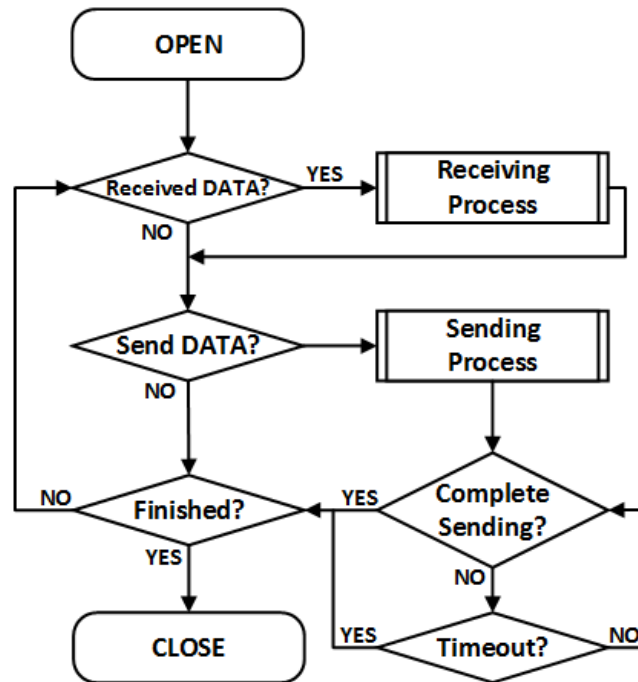 OPEN
Received DATA?
YES
Receiving
Process
NO
Send DATA?
Sending
Process
NO
NO
Finished?
YES
Complete
Sending?
YES
NO
CLOSE
YES
Timeout?
NO